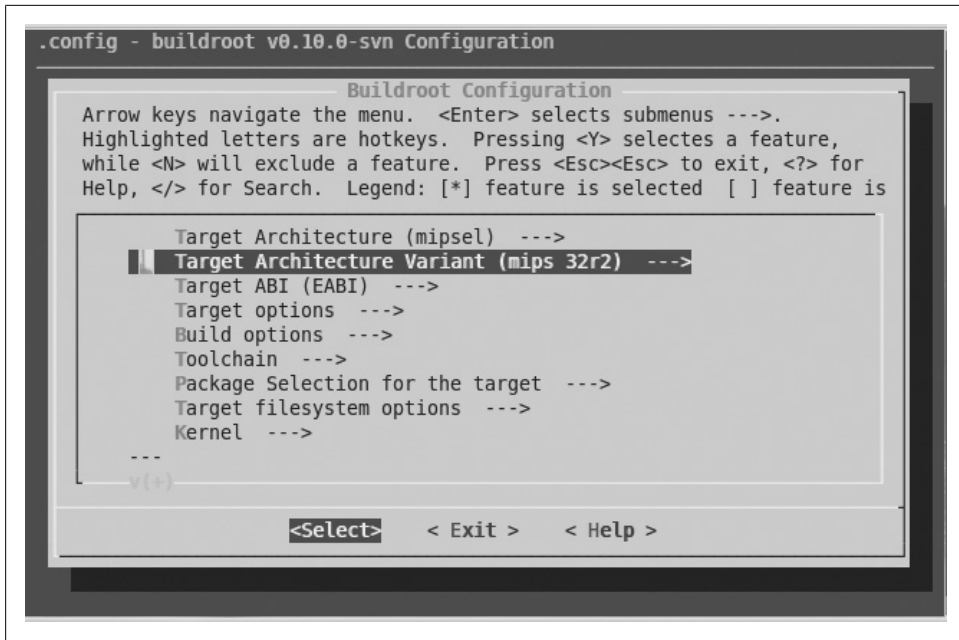 .config - buildroot v0.10.0-svn Configuration
Buildroot Configuration
Arrow keys navigate the menu.  <Enter> selects submenus --->.
Highlighted letters are hotkeys.  Pressing <Y> selectes a feature,
while <N> will exclude a feature.  Press <Esc><Esc> to exit, <?> for
Help, </> for Search.  Legend: [*] feature is selected  [ ] feature is
Target Architecture (mipsel)  --->
Target Architecture Variant (mips 32r2)  --->
Target ABI (EABI)  --->
Target options  --->
Build options  --->
Toolchain  --->
Package Selection for the target  --->
Target filesystem options  --->
Kernel  --->
---
v(+)
<Select>    < Exit >    < Help >